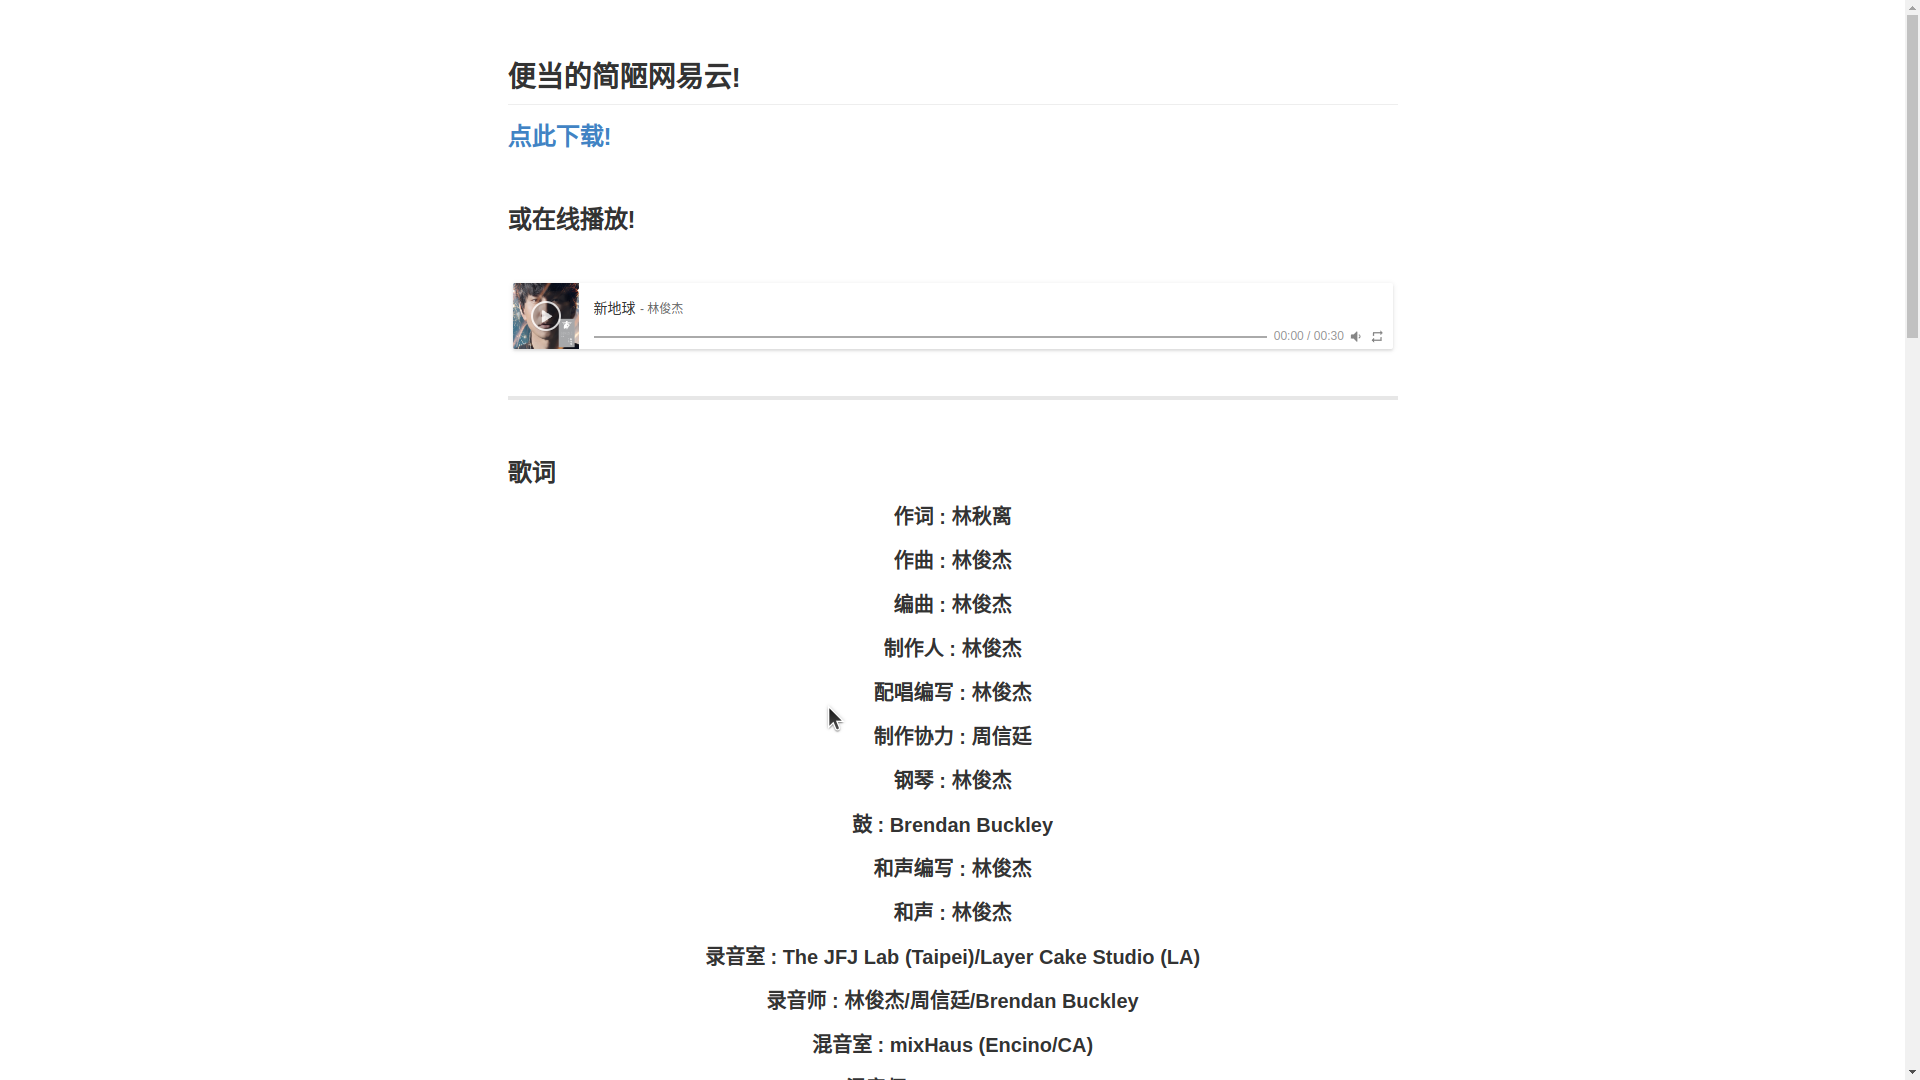 便当的简陋网易云!
点此下载!
或在线播放!
新地球 - 林俊杰
00:00 / 00:30
歌词
作词 : 林秋离
作曲 : 林俊杰
编曲 : 林俊杰
制作人 : 林俊杰
配唱编写 : 林俊杰
制作协力 : 周信廷
钢琴 : 林俊杰
鼓 : Brendan Buckley
和声编写 : 林俊杰
和声 : 林俊杰
录音室 : The JFJ Lab (Taipei)/Layer Cake Studio (LA)
录音师 : 林俊杰/周信廷/Brendan Buckley
混音室 : mixHaus (Encino/CA)